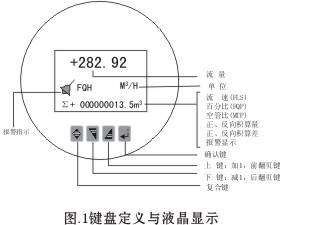 +282.92
FQH M³/H
Σ+ 000000013.5m³
流 量
单 位
流 速(FLS)
百分比(FQP)
空管比(MTP)
正、反向积算量
正、反向积算差
报警显示
报警指示
确认键
上 键：加1，前翻页键
下 键：减1，后翻页键
复合键
图.1键盘定义与液晶显示